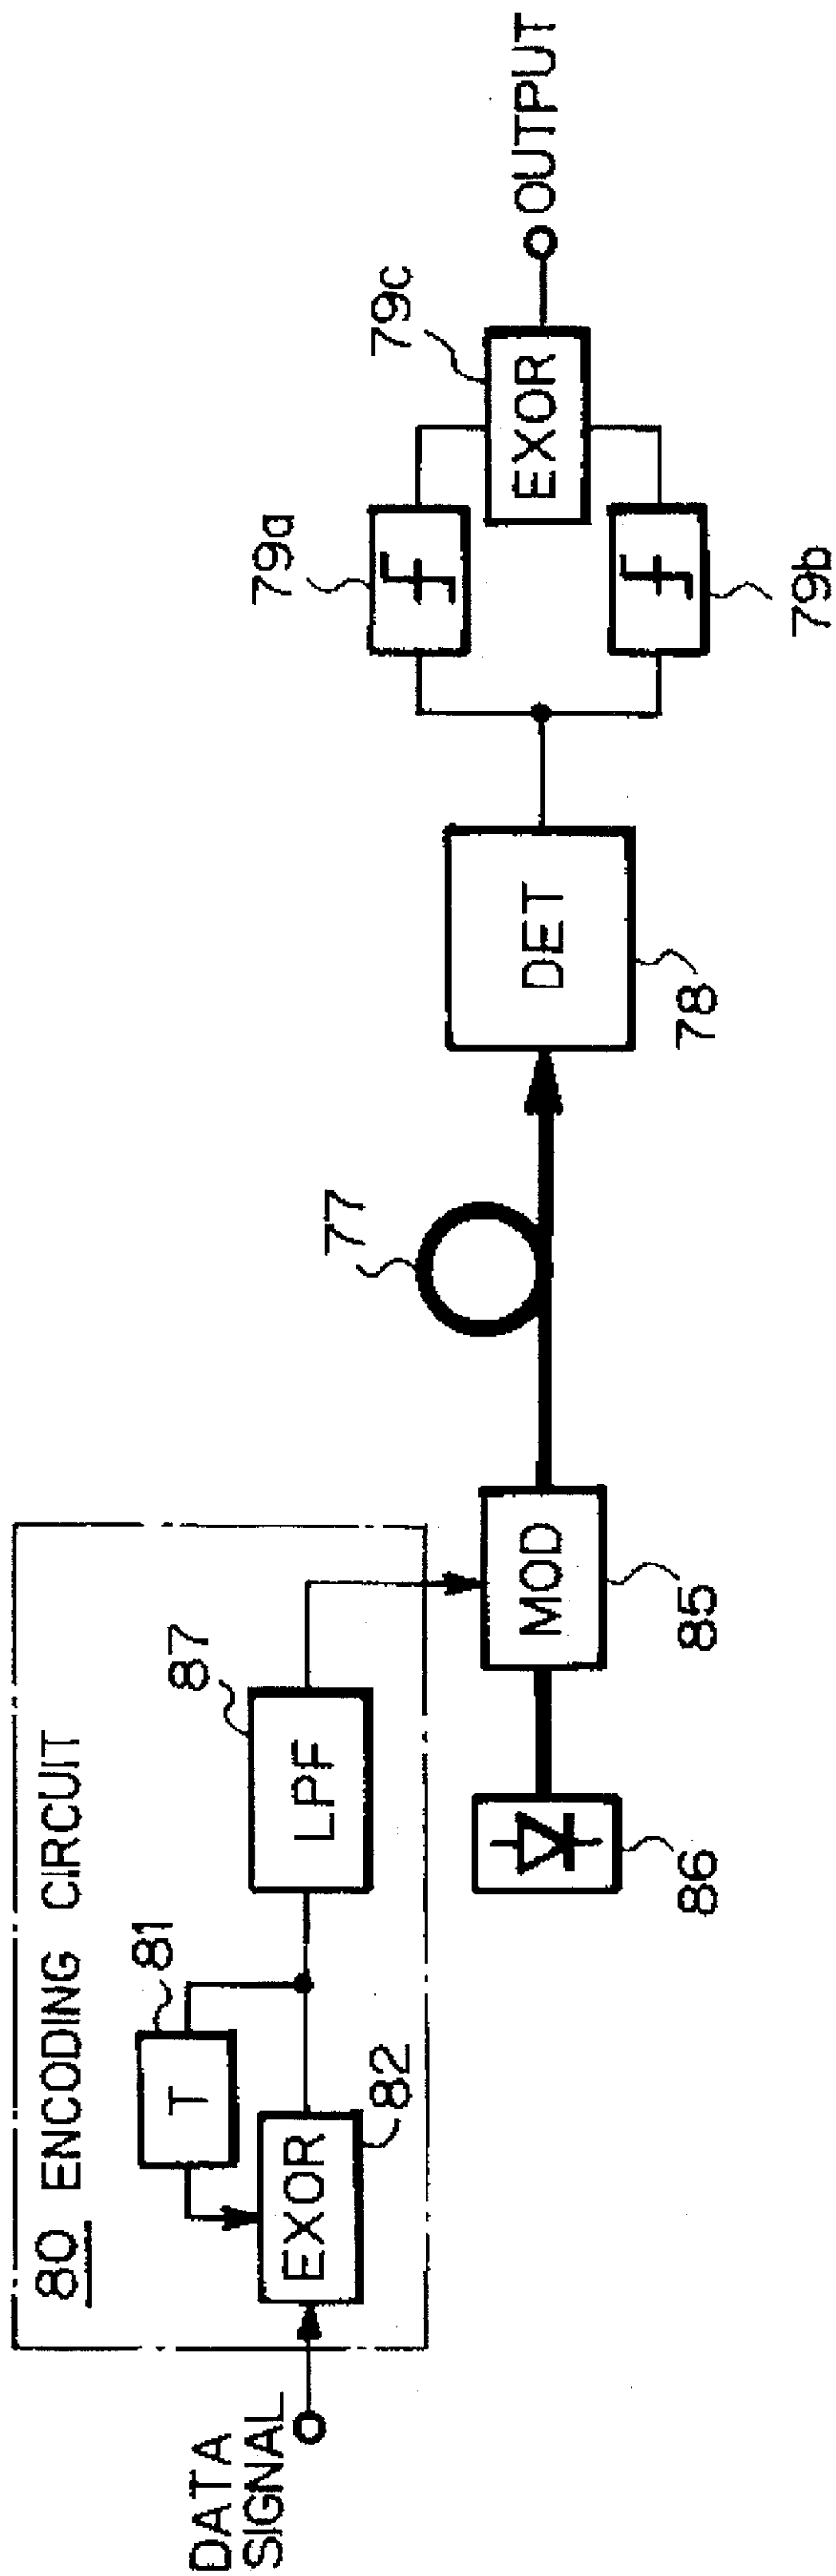 80 ENCODING CIRCUIT
81
T
87
DATA
SIGNAL
EXOR
82
LPF
86
MOD
85
77
DET
78
79a
79b
EXOR
79c
OUTPUT